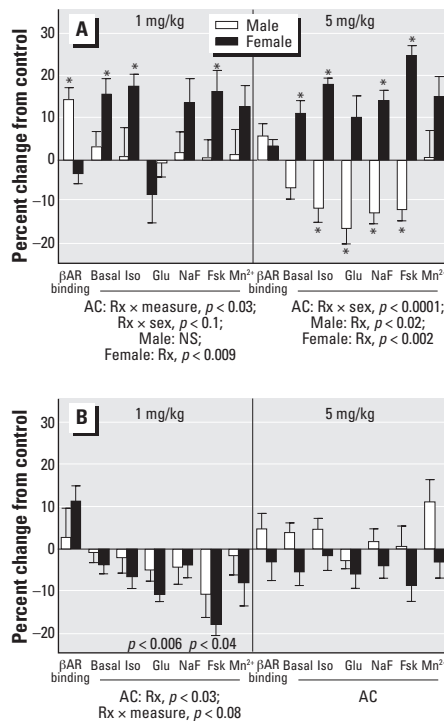 A
1 mg/kg
5 mg/kg
Male
Female
Percent change from control
30
20
10
0
−10
−20
* * * * * * * * * * * * *
βAR binding
Basal Iso Glu NaF Fsk Mn2+
βAR binding
Basal Iso Glu NaF Fsk Mn2+
AC: Rx × measure, p < 0.03;
Rx × sex, p < 0.1;
Male: NS;
Female: Rx, p < 0.009
AC: Rx × sex, p < 0.0001;
Male: Rx, p < 0.02;
Female: Rx, p < 0.002
B
1 mg/kg
5 mg/kg
Percent change from control
30
20
10
0
−10
−20
p < 0.006 p < 0.04
βAR binding
Basal Iso Glu NaF Fsk Mn2+
βAR binding
Basal Iso Glu NaF Fsk Mn2+
AC: Rx, p < 0.03;
Rx × measure, p < 0.08
AC